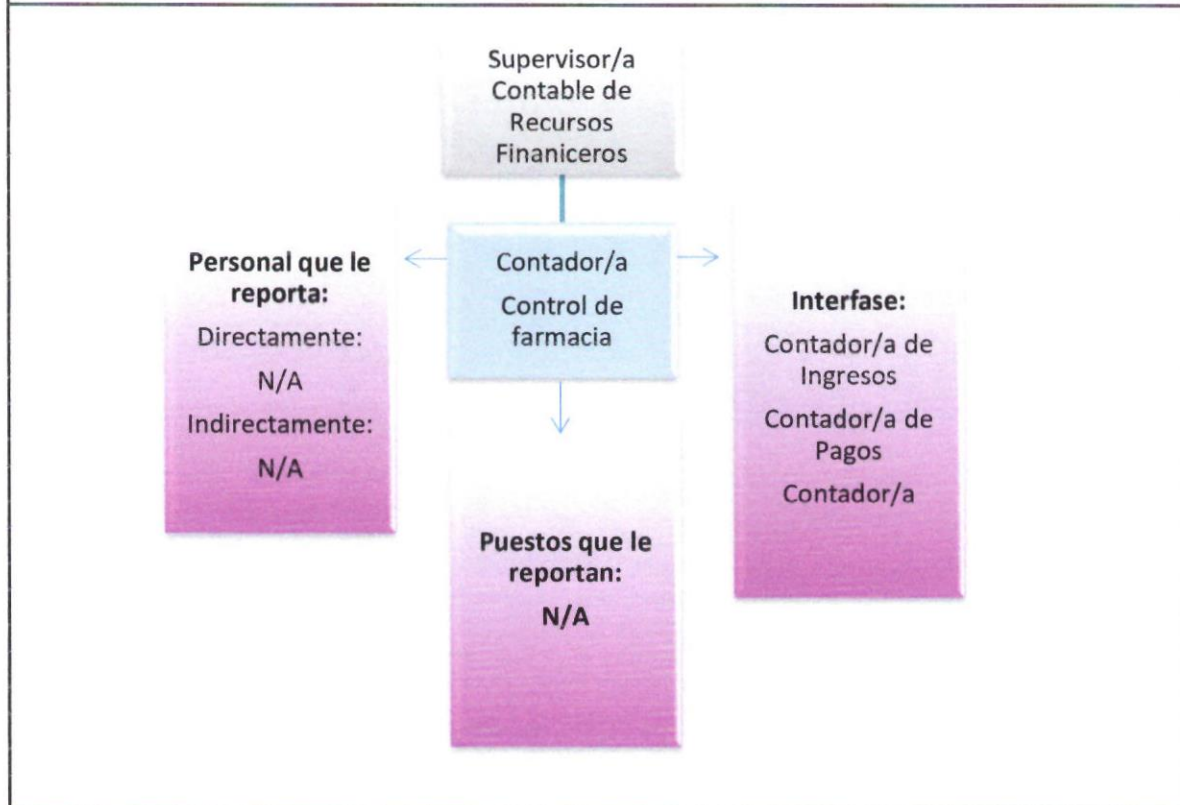 Supervisor/a
Contable de
Recursos
Finaniceros
Contador/a
Control de
farmacia
Personal que le
reporta:
Directamente:
N/A
Indirectamente:
N/A
Interfase:
Contador/a de
Ingresos
Contador/a de
Pagos
Contador/a
Puestos que le
reportan:
N/A